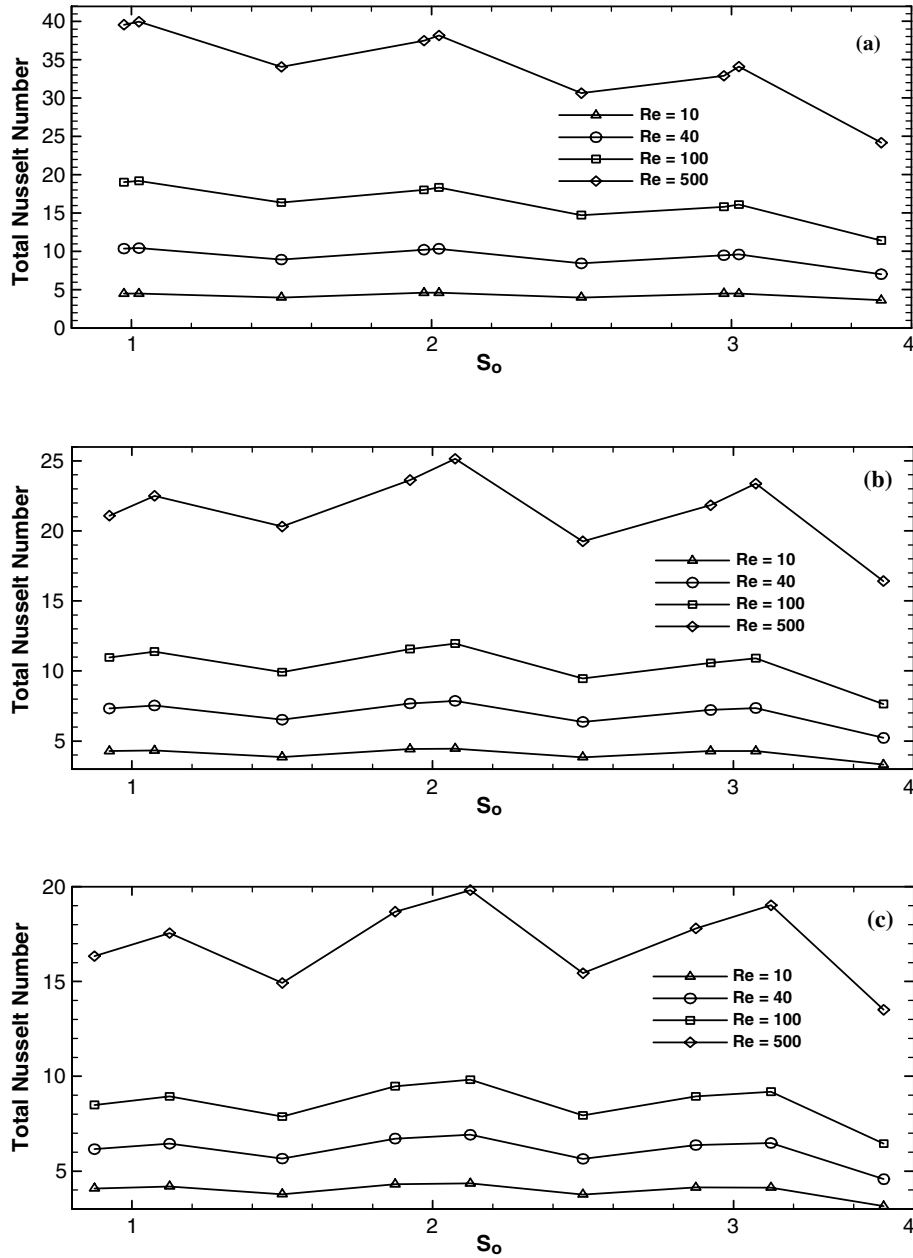 (a)
Total Nusselt Number
40
35
30
25
20
15
10
5
0
Re = 10
Re = 40
Re = 100
Re = 500
1 2 3 4
So
(b)
Total Nusselt Number
25
20
15
10
5
Re = 10
Re = 40
Re = 100
Re = 500
1 2 3 4
So
(c)
Total Nusselt Number
20
15
10
5
Re = 10
Re = 40
Re = 100
Re = 500
1 2 3 4
So